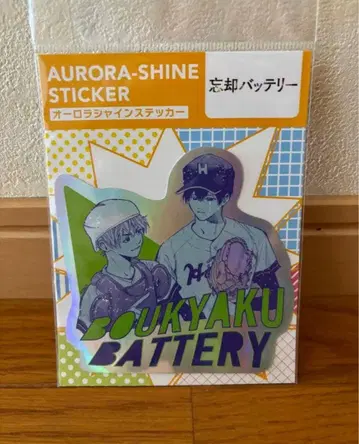 AURORA-SHINE
STICKER
オーロラシャインステッカー
忘却バッテリー
H
H
BOUKYAKU
BATTERY